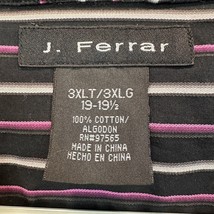 J. Ferrar
3XLT/3XLG
19-19½
100% COTTON/
ALGODON
RN#97565
MADE IN CHINA
HECHO EN CHINA